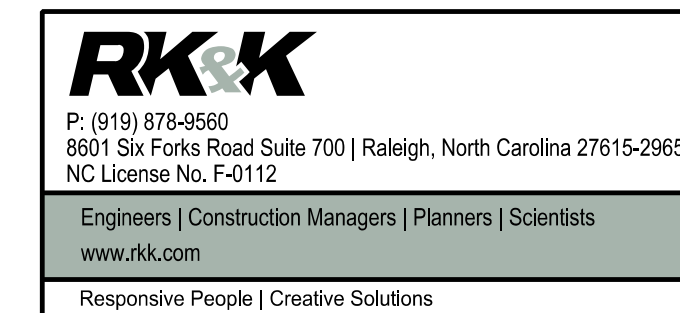 RK&K
P: (919) 878-9560
8601 Six Forks Road Suite 700 | Raleigh, North Carolina 27615-2965
NC License No. F-0112
Engineers | Construction Managers | Planners | Scientists
www.rkk.com
Responsive People | Creative Solutions